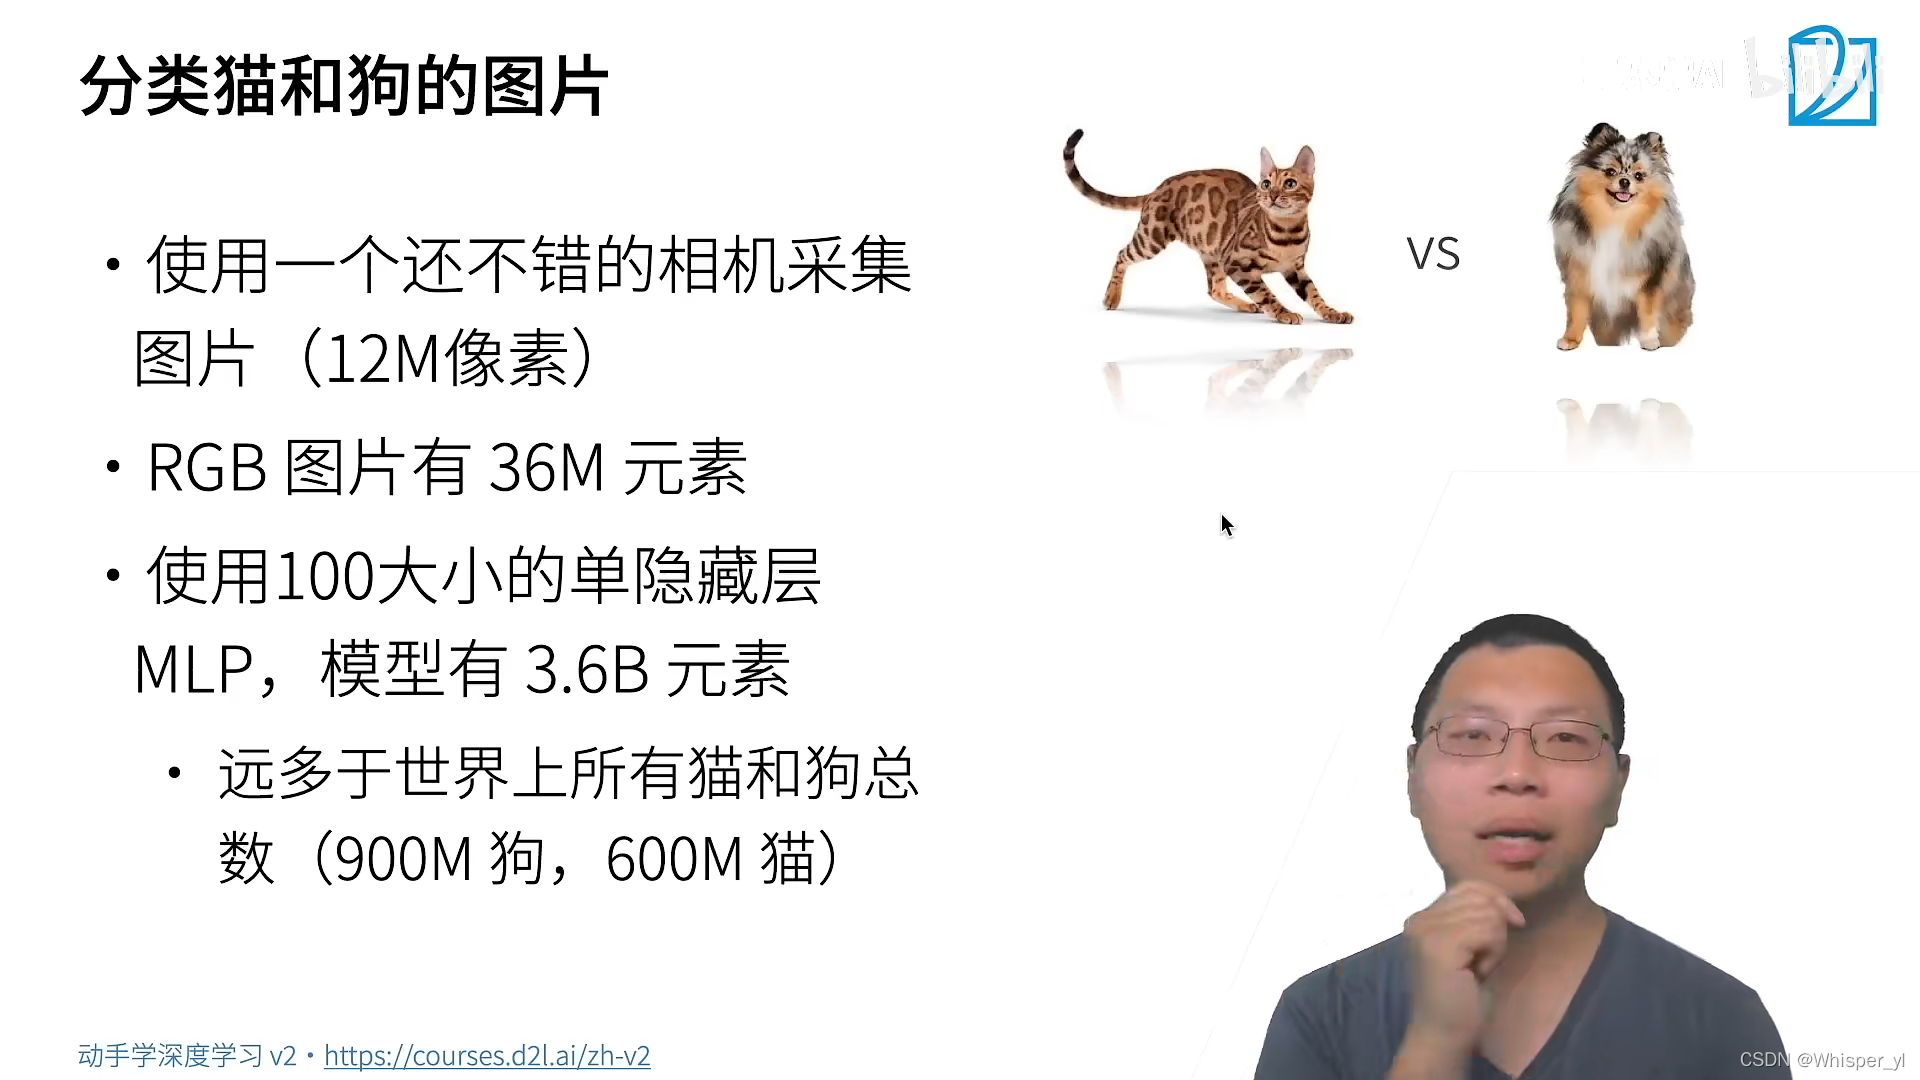 分类猫和狗的图片
bilibili
• 使用一个还不错的相机采集
图片（12M像素）
VS
• RGB 图片有 36M 元素
• 使用100大小的单隐藏层
MLP，模型有 3.6B 元素
• 远多于世界上所有猫和狗总
数（900M 狗，600M 猫）
动手学深度学习 v2 • https://courses.d2l.ai/zh-v2
CSDN @Whisper_yl